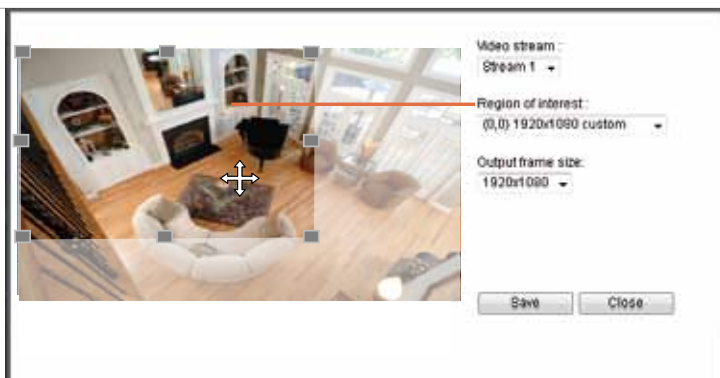 Video stream :
Stream 1
Region of interest :
(0,0) 1920x1080 custom
Output frame size:
1920x1080
Save
Close